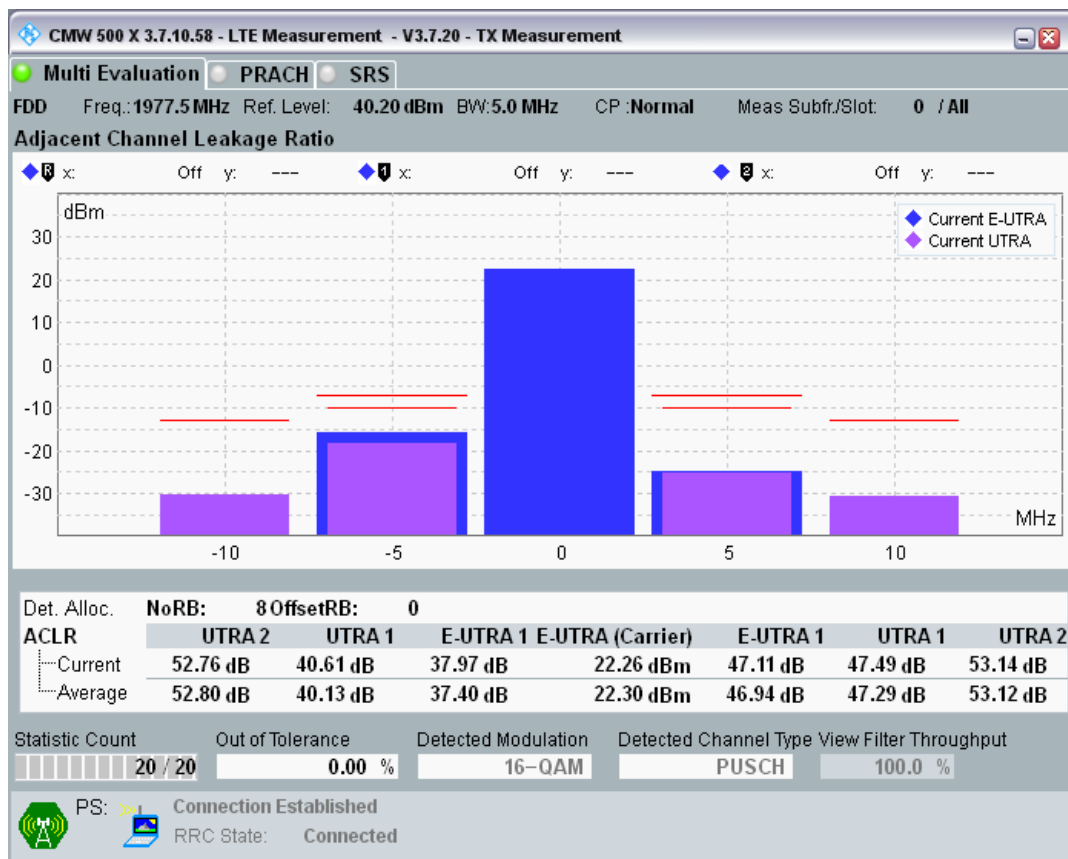 CMW 500 X 3.7.10.58 - LTE Measurement - V3.7.20 - TX Measurement
Multi Evaluation PRACH SRS
FDD Freq.:1977.5 MHz Ref. Level: 40.20 dBm BW:5.0 MHz CP :Normal Meas Subfr./Slot: 0 / All
Adjacent Channel Leakage Ratio
R x: Off y: --- 1 x: Off y: --- 2 x: Off y: ---
dBm
Current E-UTRA
Current UTRA
30
20
10
0
-10
-20
-30
MHz
-10 -5 0 5 10
Det. Alloc. NoRB: 8 OffsetRB: 0
ACLR UTRA 2 UTRA 1 E-UTRA 1 E-UTRA (Carrier) E-UTRA 1 UTRA 1 UTRA 2
Current 52.76 dB 40.61 dB 37.97 dB 22.26 dBm 47.11 dB 47.49 dB 53.14 dB
Average 52.80 dB 40.13 dB 37.40 dB 22.30 dBm 46.94 dB 47.29 dB 53.12 dB
Statistic Count Out of Tolerance Detected Modulation Detected Channel Type View Filter Throughput
20 / 20 0.00 % 16-QAM PUSCH 100.0 %
PS: Connection Established
RRC State: Connected